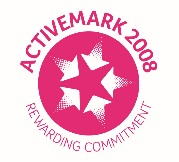 ACTIVEMARK 2008
REWARDING COMMITMENT